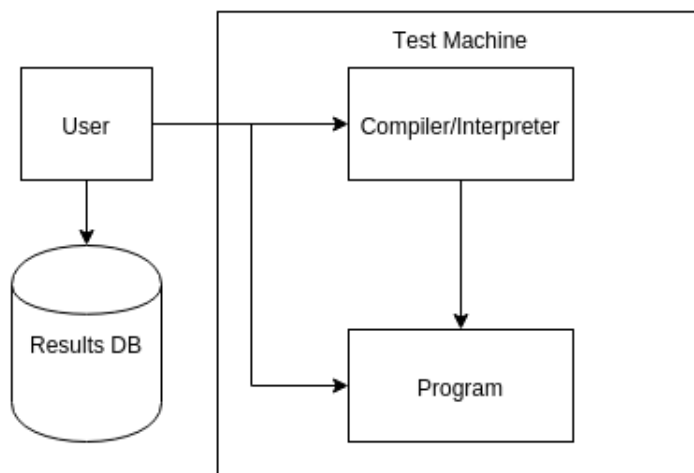 Test Machine
User
Compiler/Interpreter
Results DB
Program